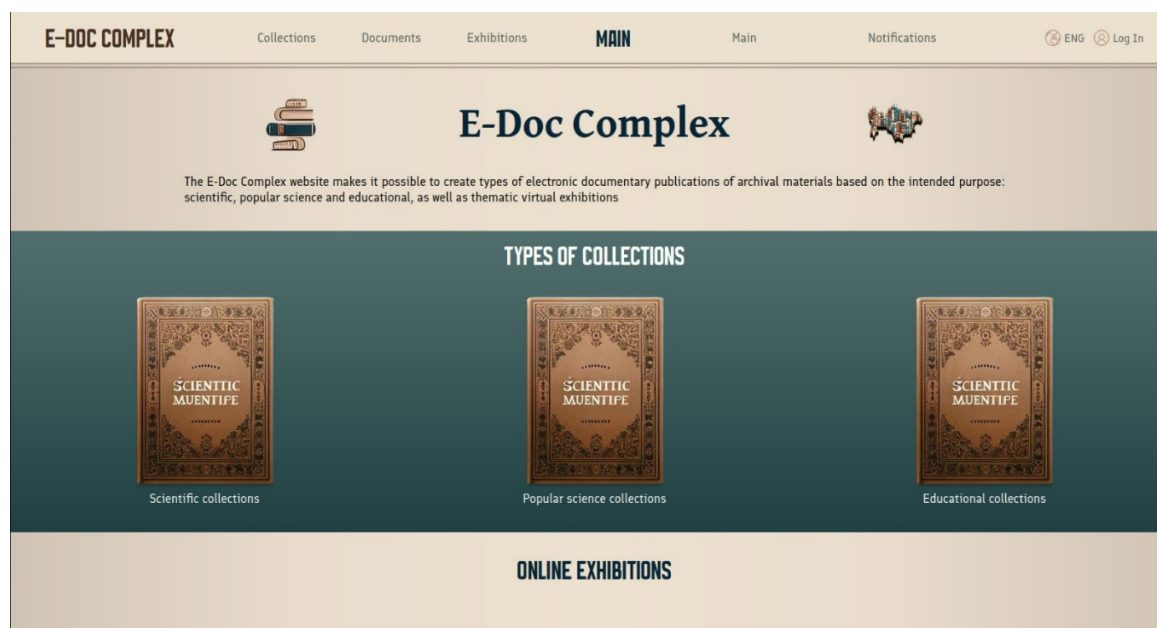 E-DOC COMPLEX
Collections
Documents
Exhibitions
MAIN
Main
Notifications
ENG
Log In
E-Doc Complex
The E-Doc Complex website makes it possible to create types of electronic documentary publications of archival materials based on the intended purpose:
scientific, popular science and educational, as well as thematic virtual exhibitions
TYPES OF COLLECTIONS
SCIENTTIC
MUENTIFE
SCIENTTIC
MUENTIFE
SCIENTTIC
MUENTIFE
Scientific collections
Popular science collections
Educational collections
ONLINE EXHIBITIONS